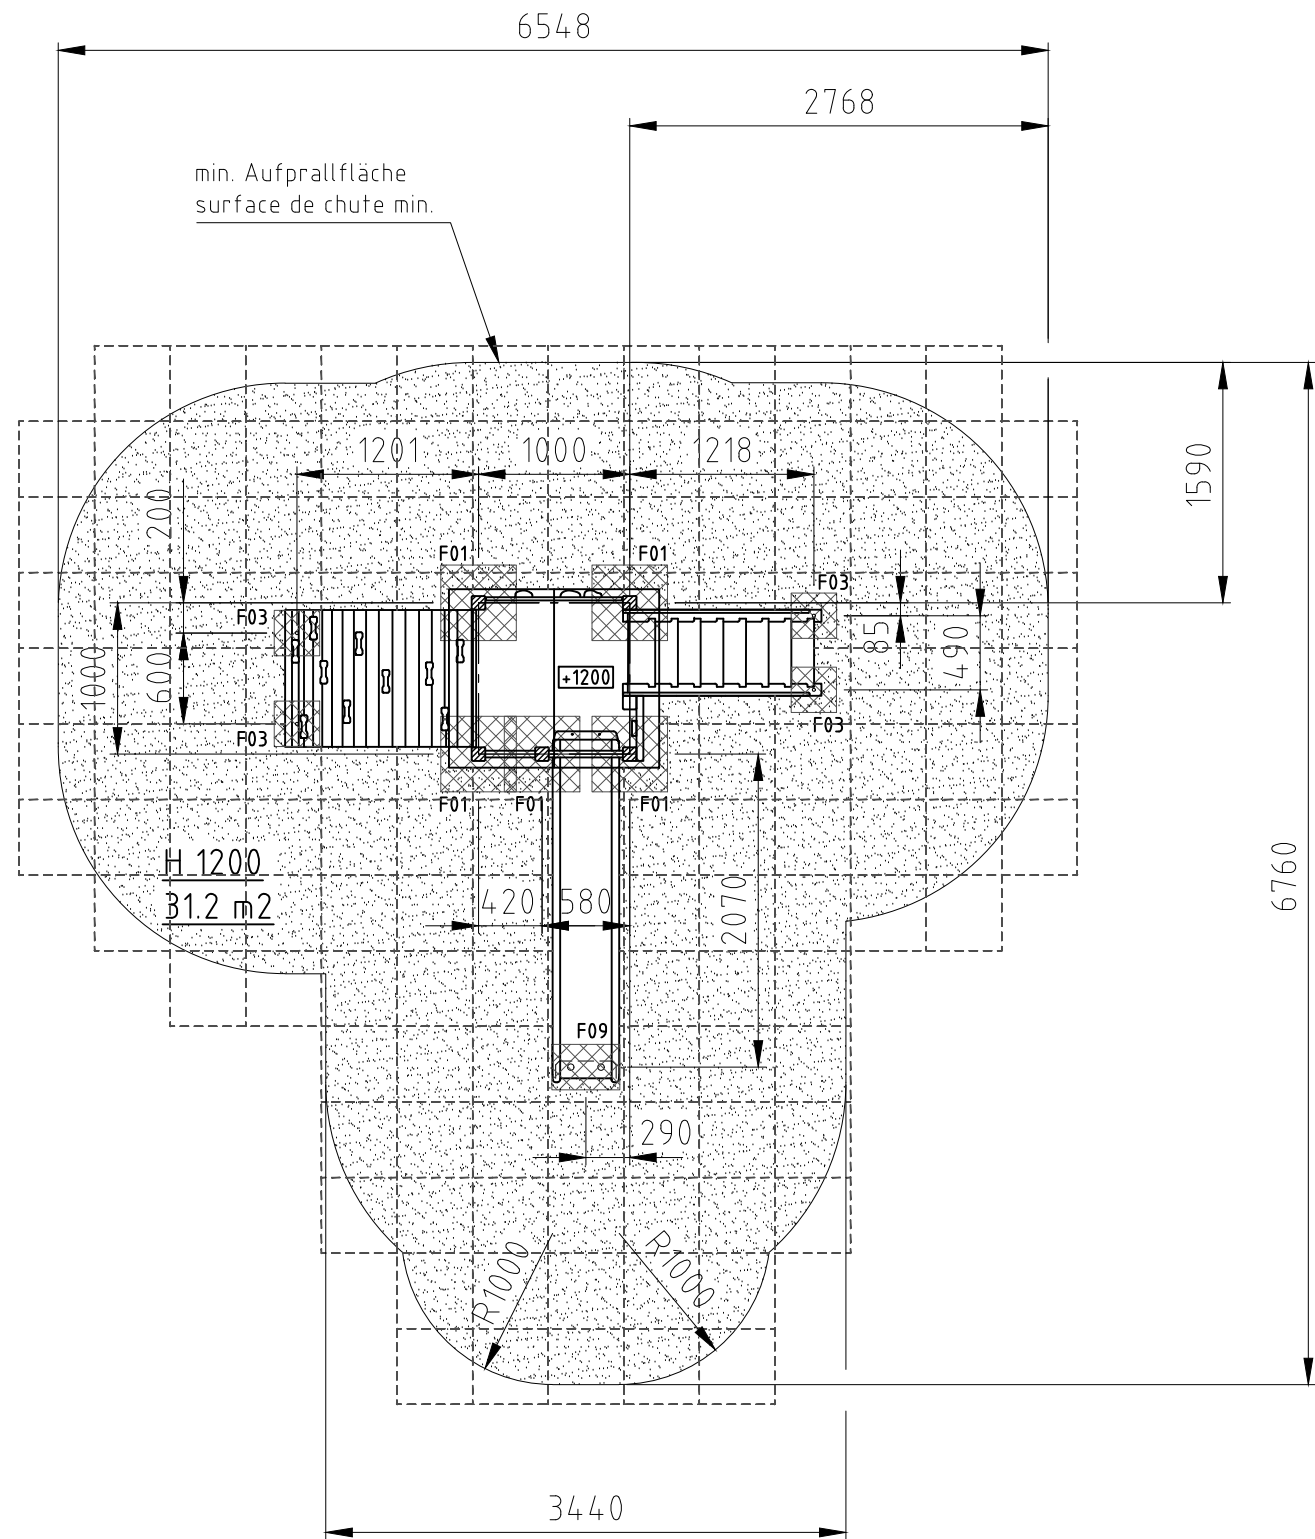 6548
2768
min. Aufprallfläche
surface de chute min.
1201
1000
1218
1590
200
F01
F01
F03
F03
85
490
1000
600
+1200
F03
F03
F01
F01
F01
H 1200
31.2 m2
420
580
2070
6760
F09
290
R1000
R1000
3440